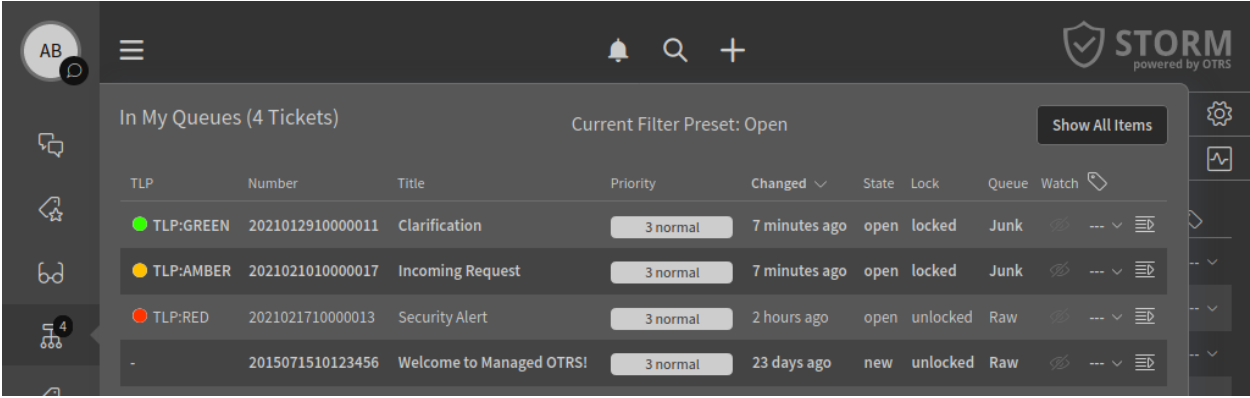 AB
STORM
powered by OTRS
In My Queues (4 Tickets)
Current Filter Preset: Open
Show All Items
TLP Number Title Priority Changed State Lock Queue Watch
TLP:GREEN 2021012910000011 Clarification 3 normal 7 minutes ago open locked Junk ---
TLP:AMBER 2021021010000017 Incoming Request 3 normal 7 minutes ago open locked Junk --- --
TLP:RED 2021021710000013 Security Alert 3 normal 2 hours ago open unlocked Raw --- --
4
- 2015071510123456 Welcome to Managed OTRS! 3 normal 23 days ago new unlocked Raw --- --